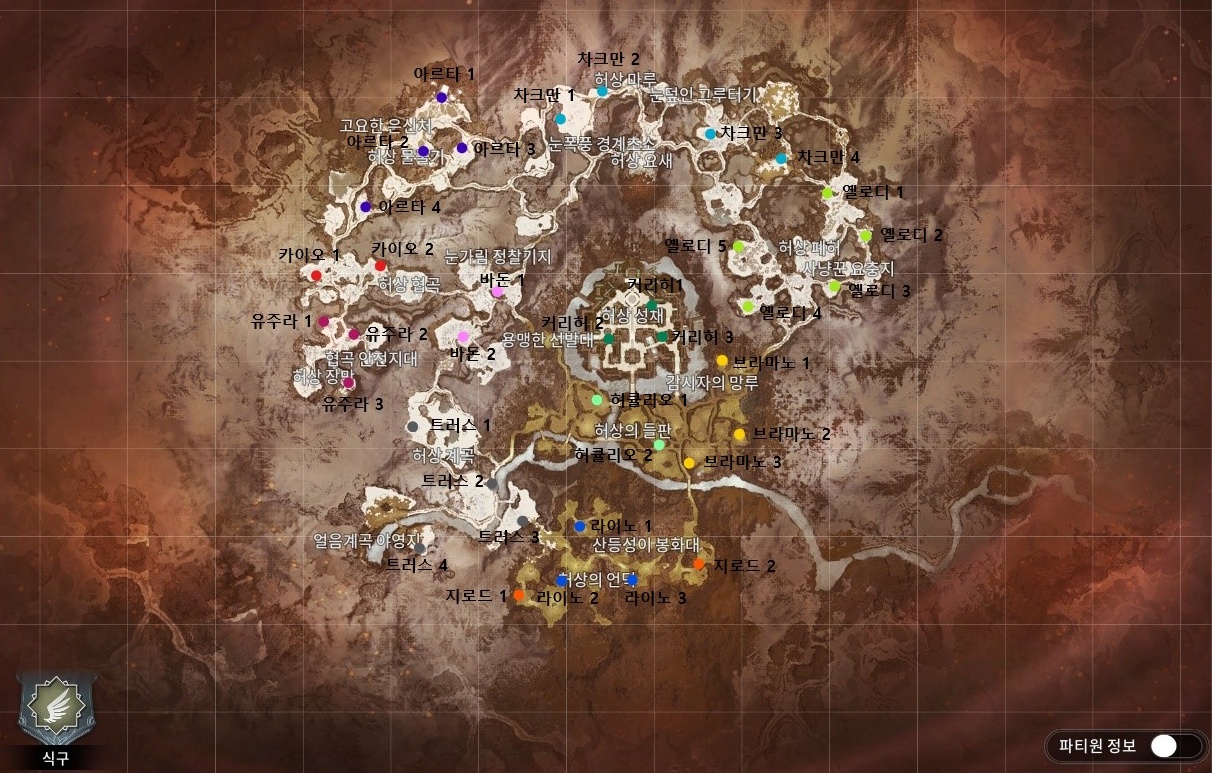 차크만 2
아르타 1
허상 마루
차크만 1
눈덮인 그루터기
고요한 은신처
차크만 3
아르타 2
아르타 3
눈폭풍 경계초소
허상 요새
차크만 4
옐로디 1
아르타 4
옐로디 2
옐로디 5
허상 폐허
카이오 1
카이오 2
눈가림 정찰기지
사냥꾼 요충지
허상 협곡
바돈 1
커리허1
옐로디 3
옐로디 4
허상 성채
유주라 1
커리허 2
유주라 2
용맹한 선발대
커리허 3
바돈 2
협곡 안전지대
브라마노 1
허상 장막
감시자의 망루
유주라 3
허큘리오 1
트러스 1
허상의 들판
브라마노 2
허상 계곡
허큘리오 2
브라마노 3
트러스 2
라이노 1
트러스 3
얼음계곡 야영지
산등성이 봉화대
트러스 4
지로드 2
허상의 언덕
지로드 1
라이노 2
라이노 3
식구
파티원 정보